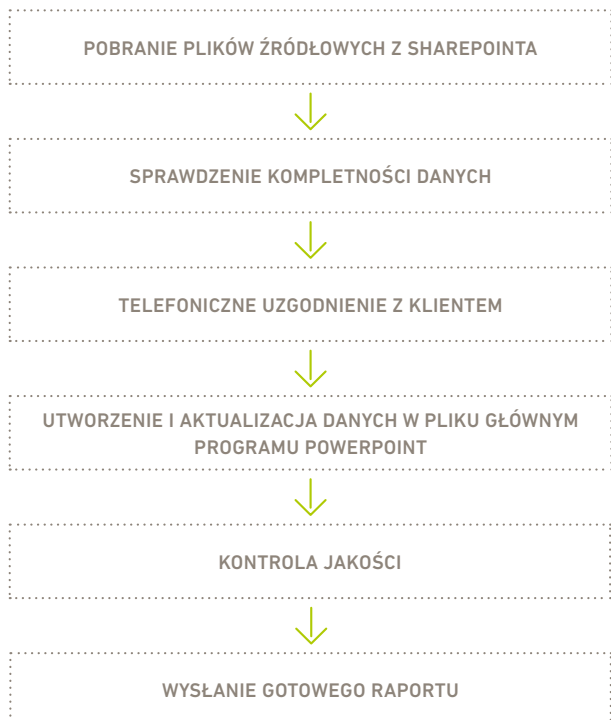 POBRANIE PLIKÓW ŹRÓDŁOWYCH Z SHAREPOINTA
SPRAWDZENIE KOMPLETNOŚCI DANYCH
TELEFONICZNE UZGODNIENIE Z KLIENTEM
UTWORZENIE I AKTUALIZACJA DANYCH W PLIKU GŁÓWNYM
PROGRAMU POWERPOINT
KONTROLA JAKOŚCI
WYSŁANIE GOTOWEGO RAPORTU